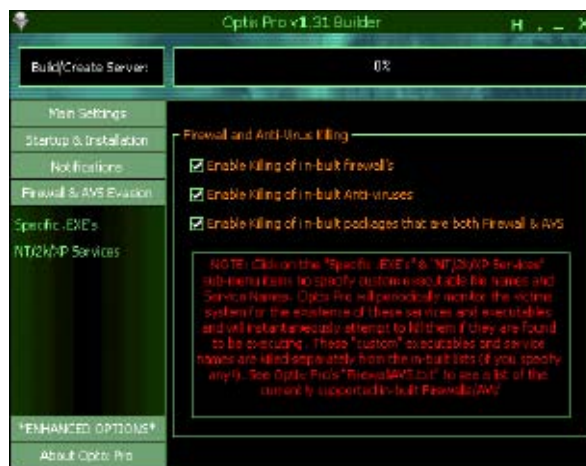 Optix Pro v1.31 Builder
H . _ X
Build/Create Server:
0%
Main Settings
Startup & Installation
Notifications
Firewall & AVS Evasion
Specific .EXE's
NT/2k/XP Services
*ENHANCED OPTIONS*
About Optix Pro
Firewall and Anti-Virus Killing
Enable Killing of in-built firewall's
Enable Killing of in-built Anti-viruses
Enable Killing of in-built packages that are both Firewall & AVS
NOTE: Click on the "Specific .EXE's" & "NT/2k/XP Services"
sub-menu items to specify custom executable file names and
Service Names. Optix Pro will periodically monitor the victims
system for the existence of these services and executables
and will instantaneously attempt to kill them if they are found
to be executing. These "custom" executables and service
names are killed separately from the in-built lists (if you specify
any!). See Optix Pro's "FirewallAVS.txt" to see a list of the
currently supported in-built Firewalls/AVS